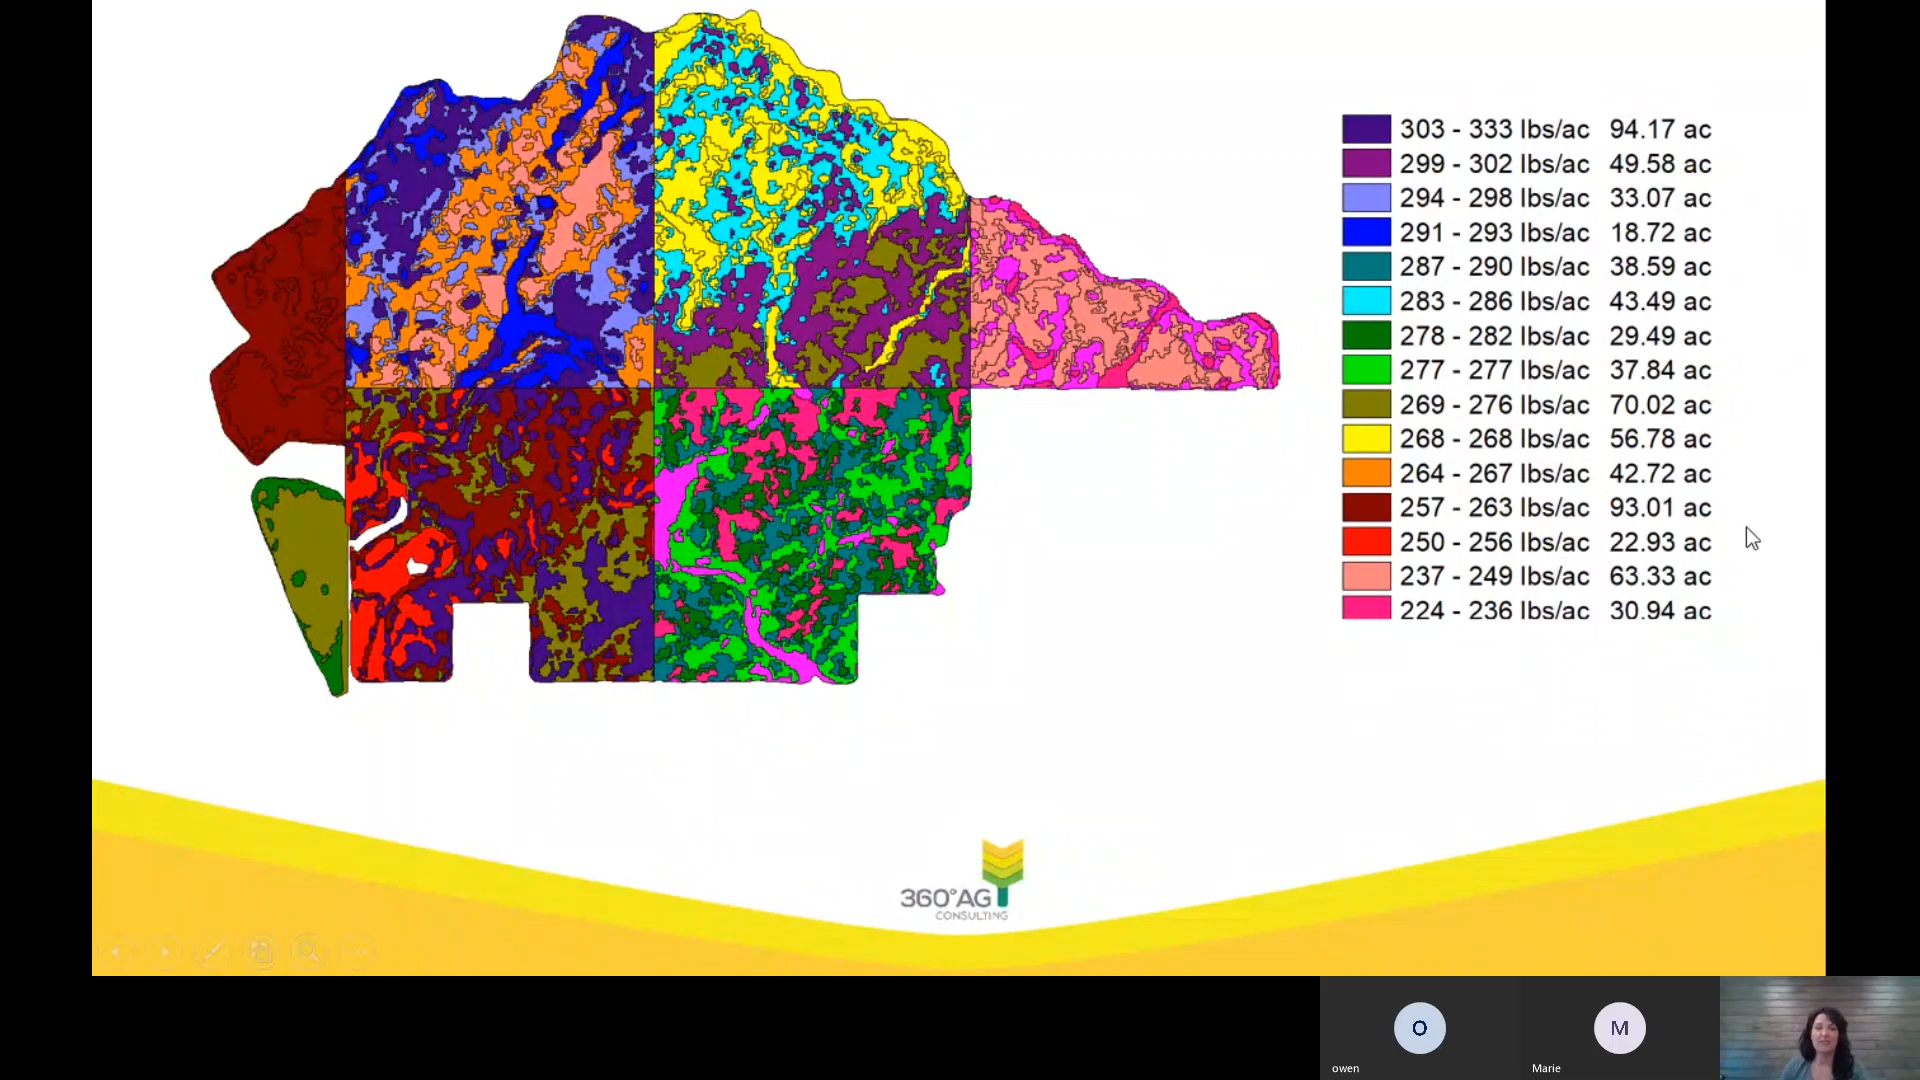 303 - 333 lbs/ac 94.17 ac
299 - 302 lbs/ac 49.58 ac
294 - 298 lbs/ac 33.07 ac
291 - 293 lbs/ac 18.72 ac
287 - 290 lbs/ac 38.59 ac
283 - 286 lbs/ac 43.49 ac
278 - 282 lbs/ac 29.49 ac
277 - 277 lbs/ac 37.84 ac
269 - 276 lbs/ac 70.02 ac
268 - 268 lbs/ac 56.78 ac
264 - 267 lbs/ac 42.72 ac
257 - 263 lbs/ac 93.01 ac
250 - 256 lbs/ac 22.93 ac
237 - 249 lbs/ac 63.33 ac
224 - 236 lbs/ac 30.94 ac
360°AG
CONSULTING
O
M
owen
Marie